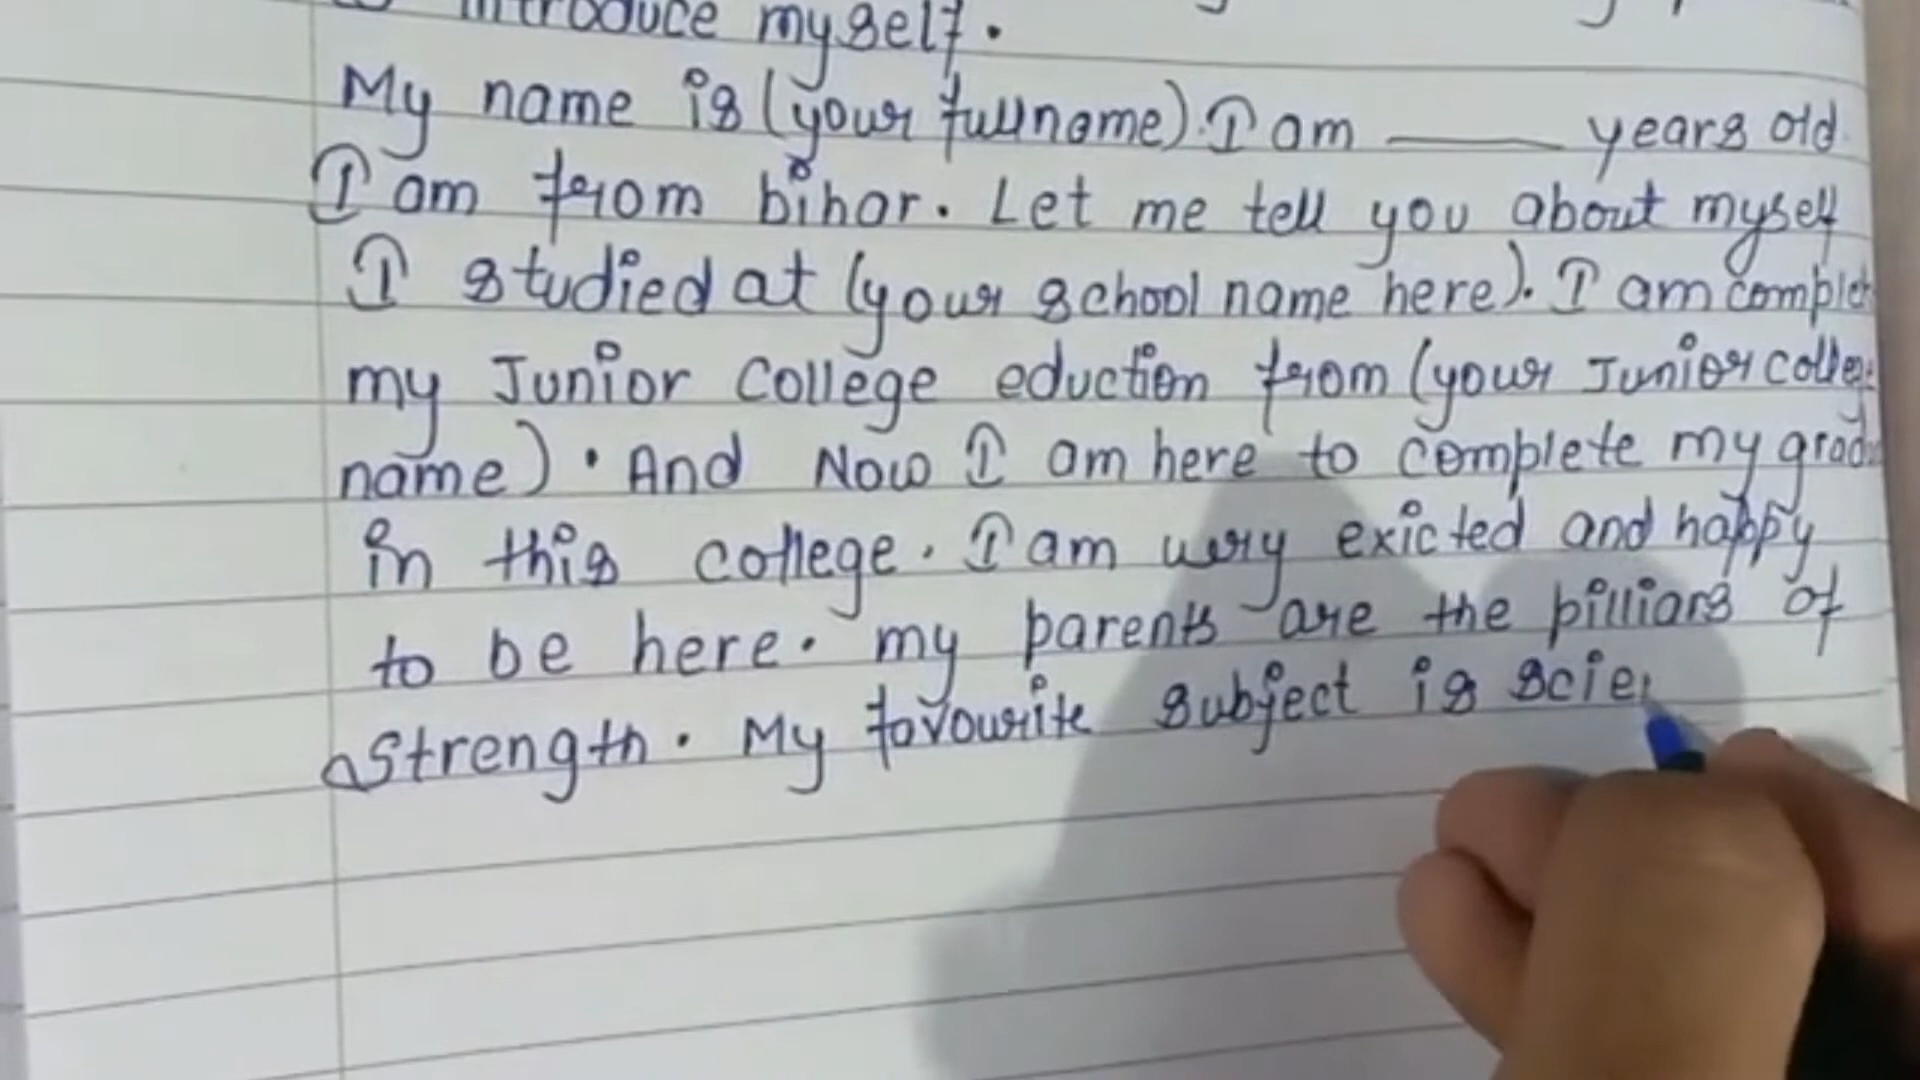 introduce myself.
My name is (your fullname). I am ______ years old.
I am from bihar. Let me tell you about myself
I studied at (your school name here). I am complet
my Junior College eduction from (your Junior college
name). And Now I am here to complete my grad
in this college. I am very exicted and happy
to be here. my parents are the pilliars of
Strength. My favourite subject is scie